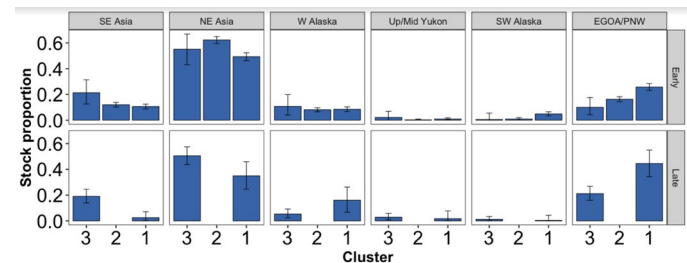 SE Asia NE Asia W Alaska Up/Mid Yukon SW Alaska EGOA/PNW
0.6
0.4
0.2
0.0
Early
0.6
0.4
0.2
0.0
Late
Stock proportion
3 2 1 3 2 1 3 2 1 3 2 1 3 2 1 3 2 1
Cluster